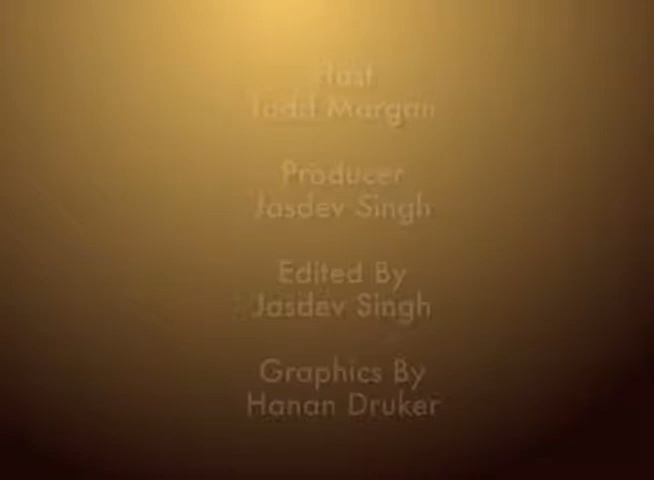 Host
Todd Morgan
Producer
Jasdev Singh
Edited By
Jasdev Singh
Graphics By
Hanan Druker